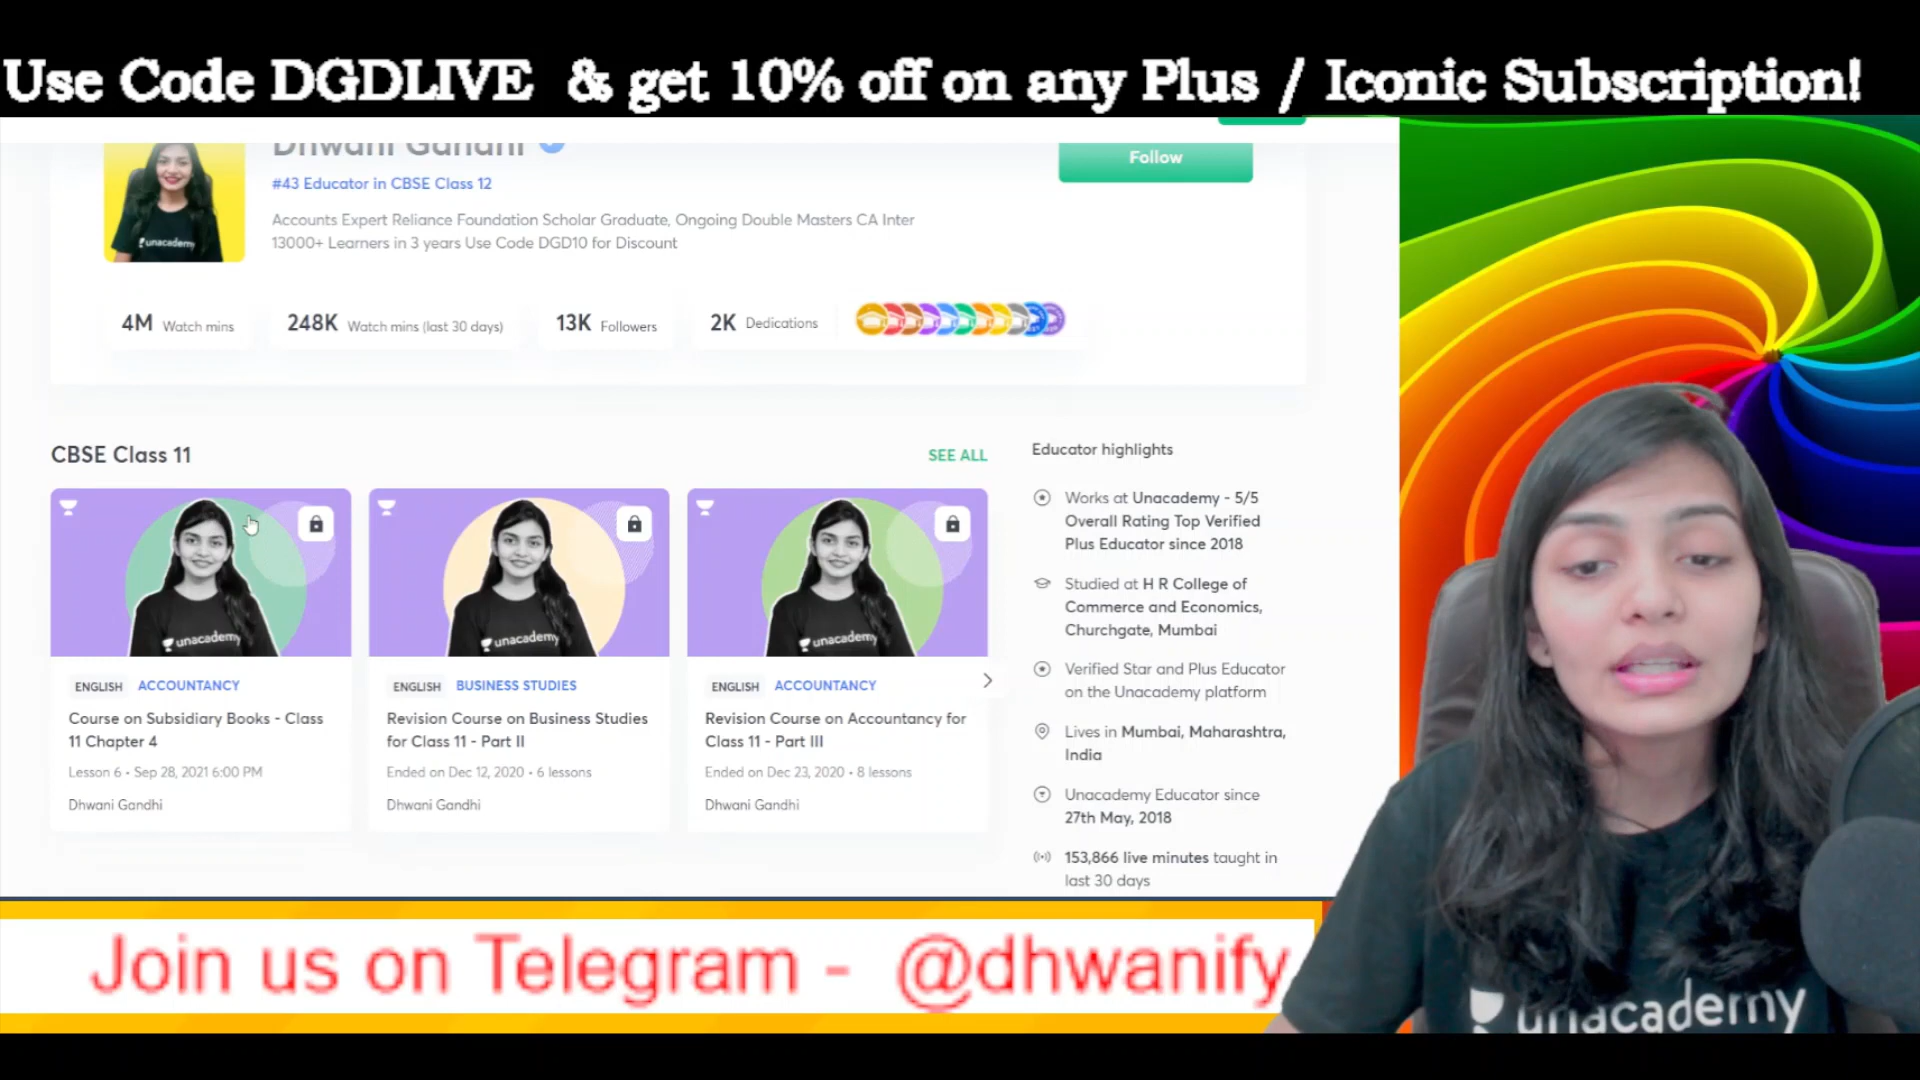 Use Code DGDLIVE & get 10% off on any Plus / Iconic Subscription!
Dhwani Gandhi
Follow
#43 Educator in CBSE Class 12
Accounts Expert Reliance Foundation Scholar Graduate, Ongoing Double Masters CA Inter
13000+ Learners in 3 years Use Code DGD10 for Discount
unacademy
4M Watch mins
248K Watch mins (last 30 days)
13K Followers
2K Dedications
CBSE Class 11
SEE ALL
unacademy
ENGLISH ACCOUNTANCY
Course on Subsidiary Books - Class
11 Chapter 4
Lesson 6 • Sep 28, 2021 6:00 PM
Dhwani Gandhi
unacademy
ENGLISH BUSINESS STUDIES
Revision Course on Business Studies
for Class 11 - Part II
Ended on Dec 12, 2020 • 6 lessons
Dhwani Gandhi
unacademy
ENGLISH ACCOUNTANCY
Revision Course on Accountancy for
Class 11 - Part III
Ended on Dec 23, 2020 • 8 lessons
Dhwani Gandhi
Educator highlights
Works at Unacademy - 5/5
Overall Rating Top Verified
Plus Educator since 2018
Studied at H R College of
Commerce and Economics,
Churchgate, Mumbai
Verified Star and Plus Educator
on the Unacademy platform
Lives in Mumbai, Maharashtra,
India
Unacademy Educator since
27th May, 2018
153,866 live minutes taught in
last 30 days
Join us on Telegram - @dhwanify
unacademy